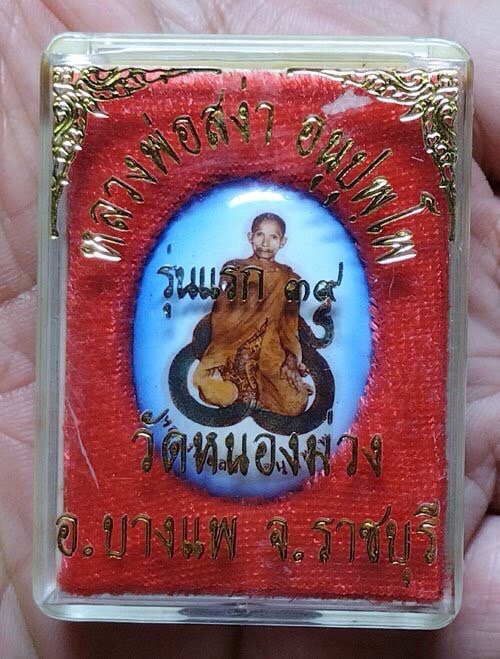 หลวงพ่อสง่า อนุปุพฺโพ
รุ่นแรก ๓๙
วัดหนองม่วง
อ.บางแพ จ.ราชบุรี